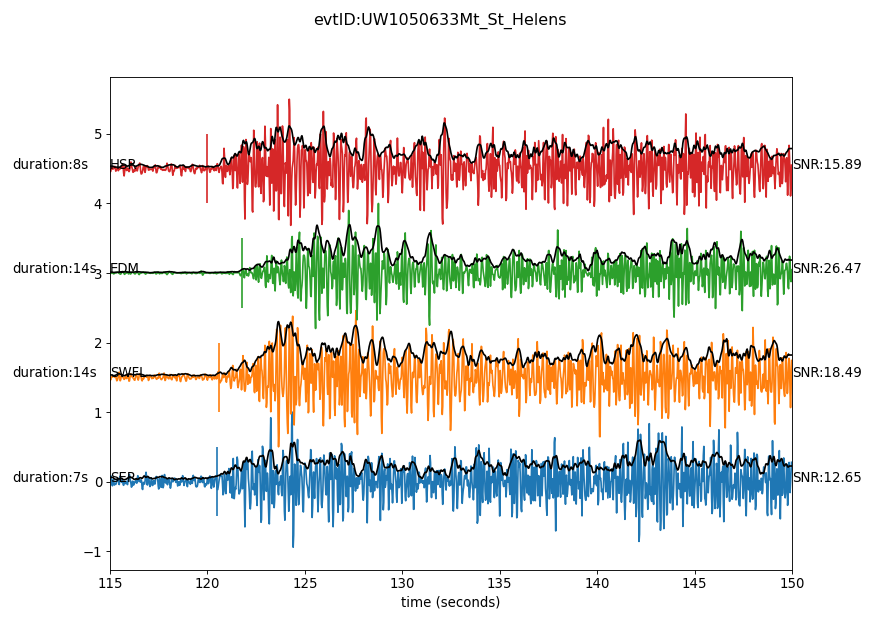 evtID:UW1050633Mt_St_Helens
5
duration:8s HSR SNR:15.89
4
duration:14s EDM SNR:26.47
3
2
duration:14s SWFL SNR:18.49
1
duration:7s SEP SNR:12.65
0
−1
115 120 125 130 135 140 145 150
time (seconds)